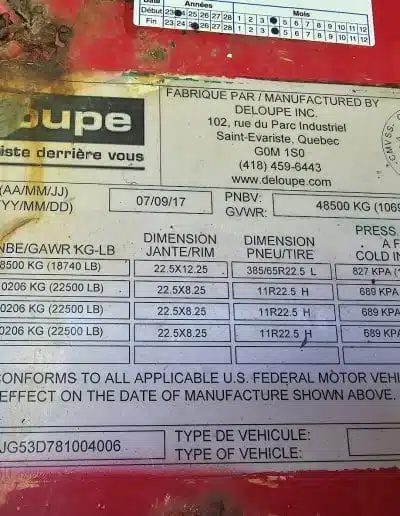 Années Mois
Début 23 25 26 27 28 1 2 3 5 6 7 8 9 10 11 12
Fin 23 24 25 27 28 1 2 3 5 6 7 8 9 10 11 12
oupe
iste derrière vous
FABRIQUE PAR / MANUFACTURED BY
DELOUPE INC.
102, rue du Parc Industriel
Saint-Evariste, Quebec
G0M 1S0
(418) 459-6443
www.deloupe.com
CMVSS.
(AA/MM/JJ)
YY/MM/DD)
07/09/17
PNBV:
GVWR:
48500 KG (1069
NBE/GAWR KG-LB
DIMENSION
JANTE/RIM
DIMENSION
PNEU/TIRE
PRESS.
A F
COLD IN
8500 KG (18740 LB) 22.5X12.25 385/65R22.5 L 827 KPA (
0206 KG (22500 LB) 22.5X8.25 11R22.5 H 689 KPA
0206 KG (22500 LB) 22.5X8.25 11R22.5 H 689 KPA
0206 KG (22500 LB) 22.5X8.25 11R22.5 H 689 KPA
CONFORMS TO ALL APPLICABLE U.S. FEDERAL MOTOR VEHI
EFFECT ON THE DATE OF MANUFACTURE SHOWN ABOVE.
JG53D781004006
TYPE DE VEHICULE:
TYPE OF VEHICLE: